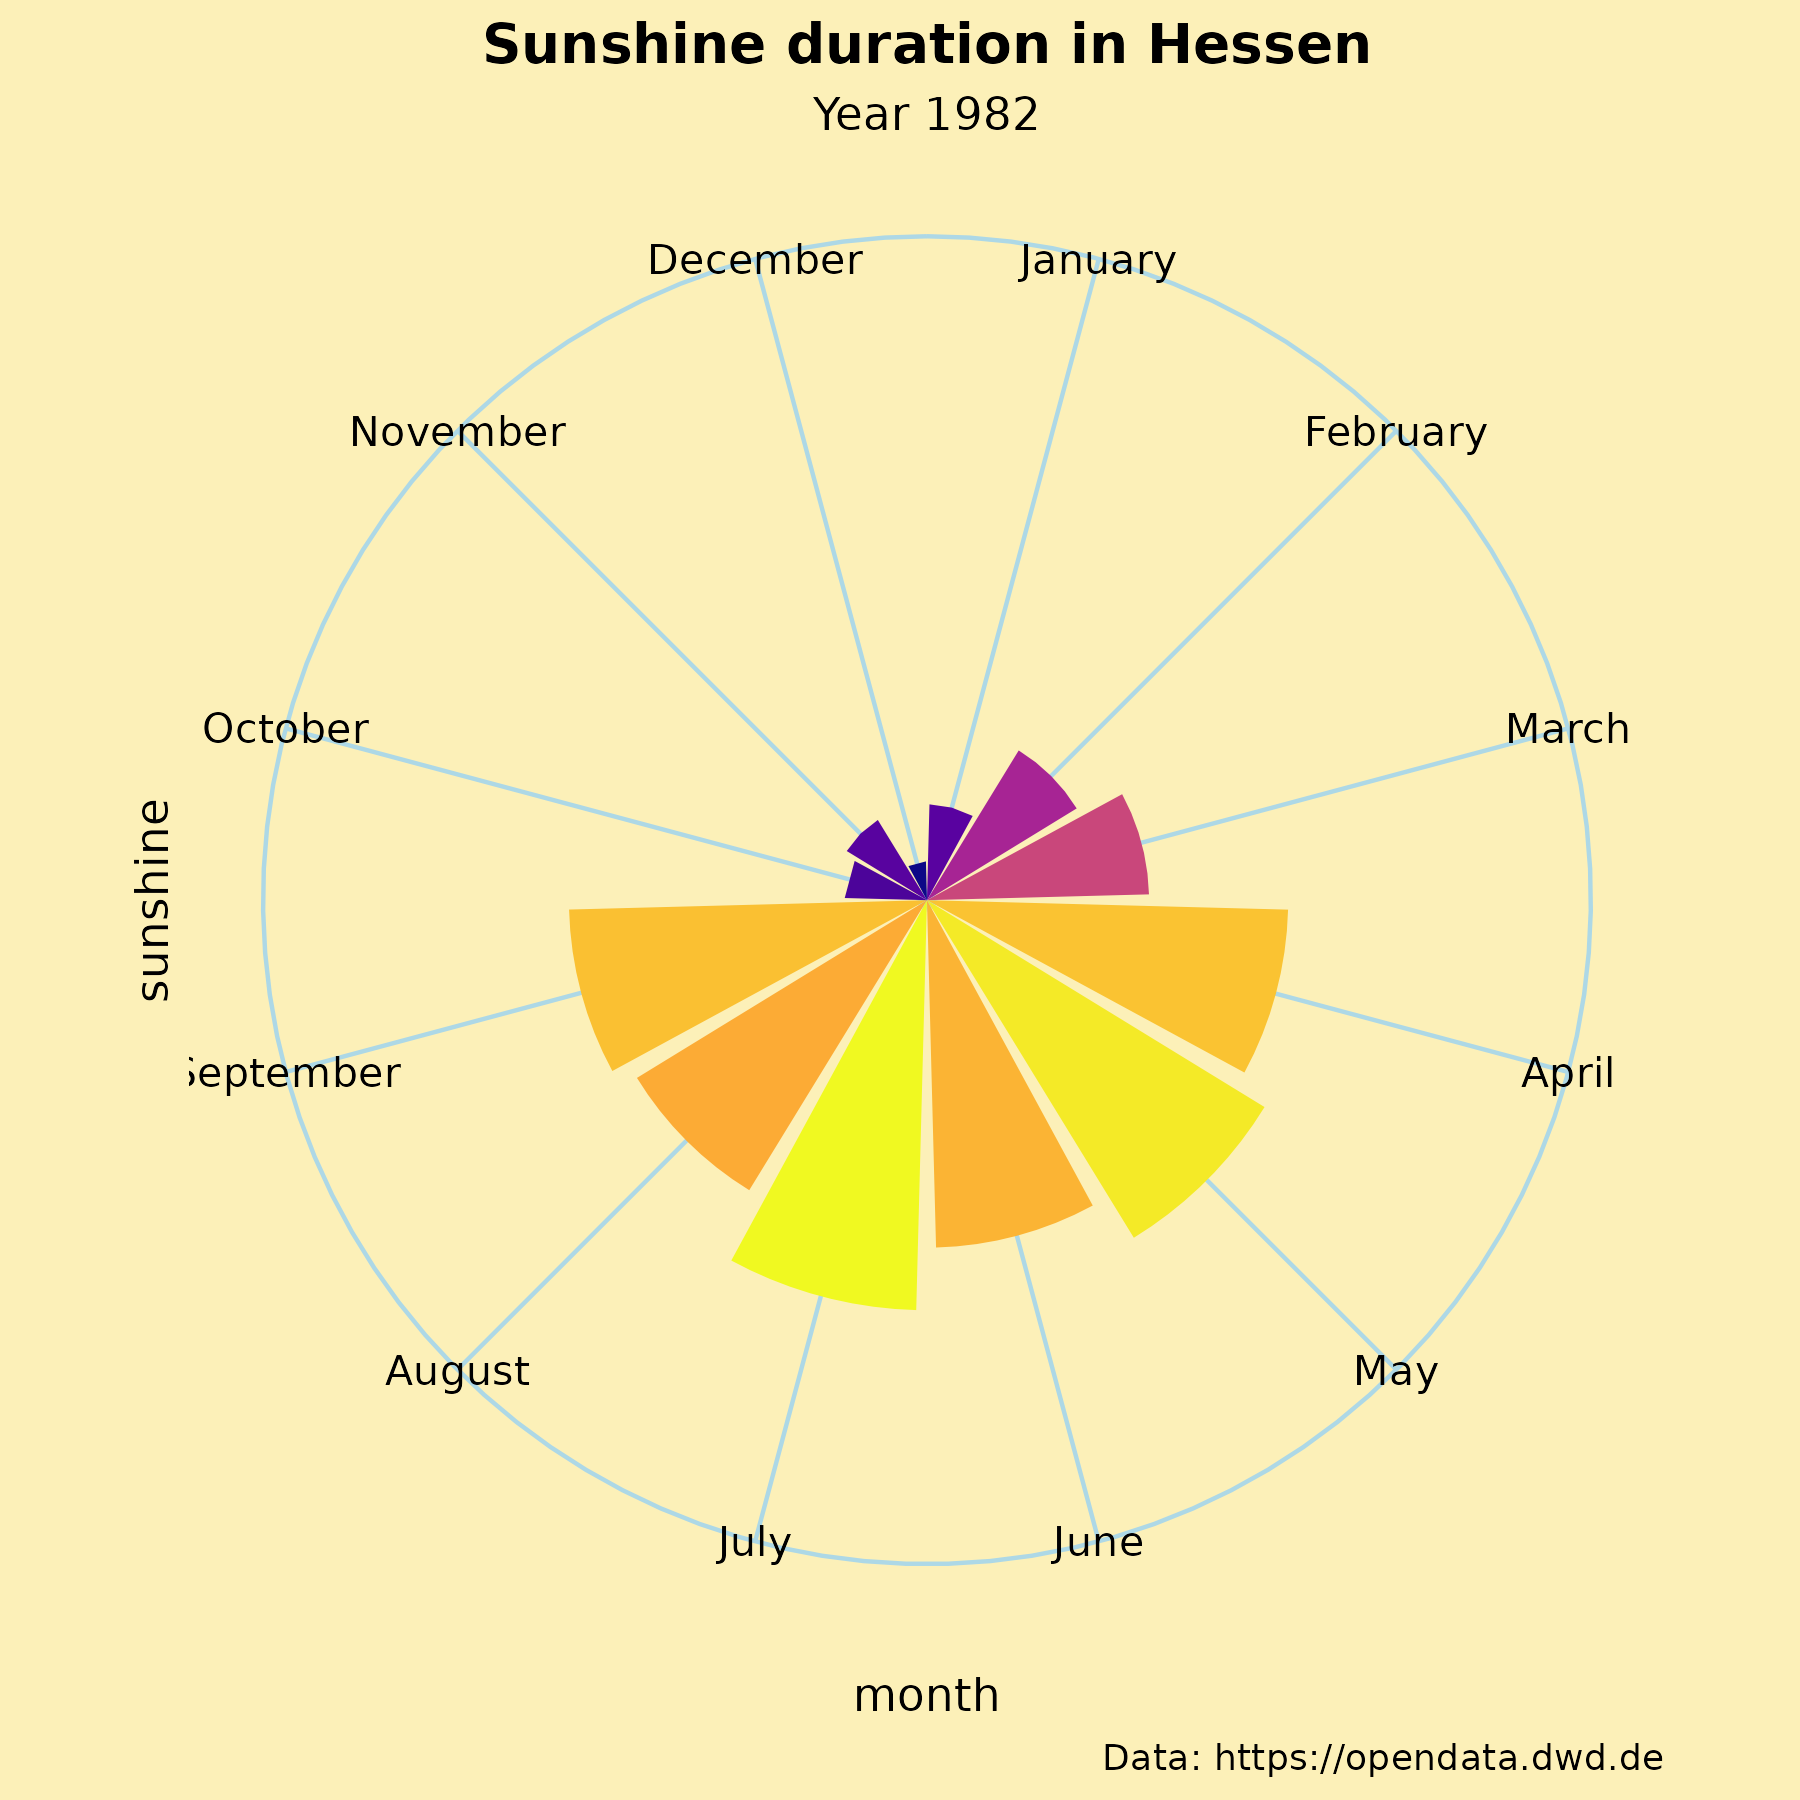 Sunshine duration in Hessen
Year 1982
December
January
November
February
October
March
sunshine
September
April
August
May
July
June
month
Data: https://opendata.dwd.de